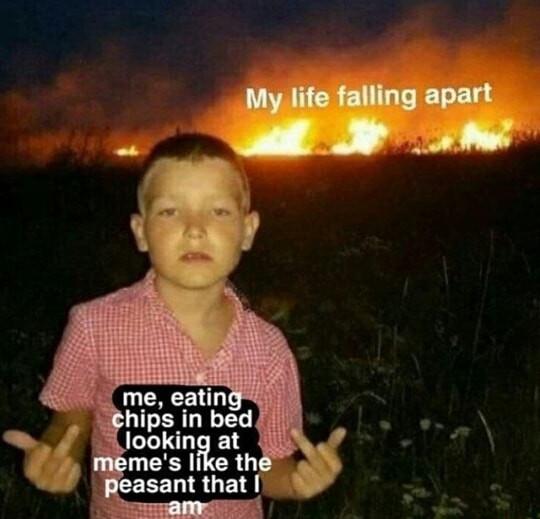 My life falling apart
me, eating
chips in bed
looking at
meme's like the
peasant that I
am